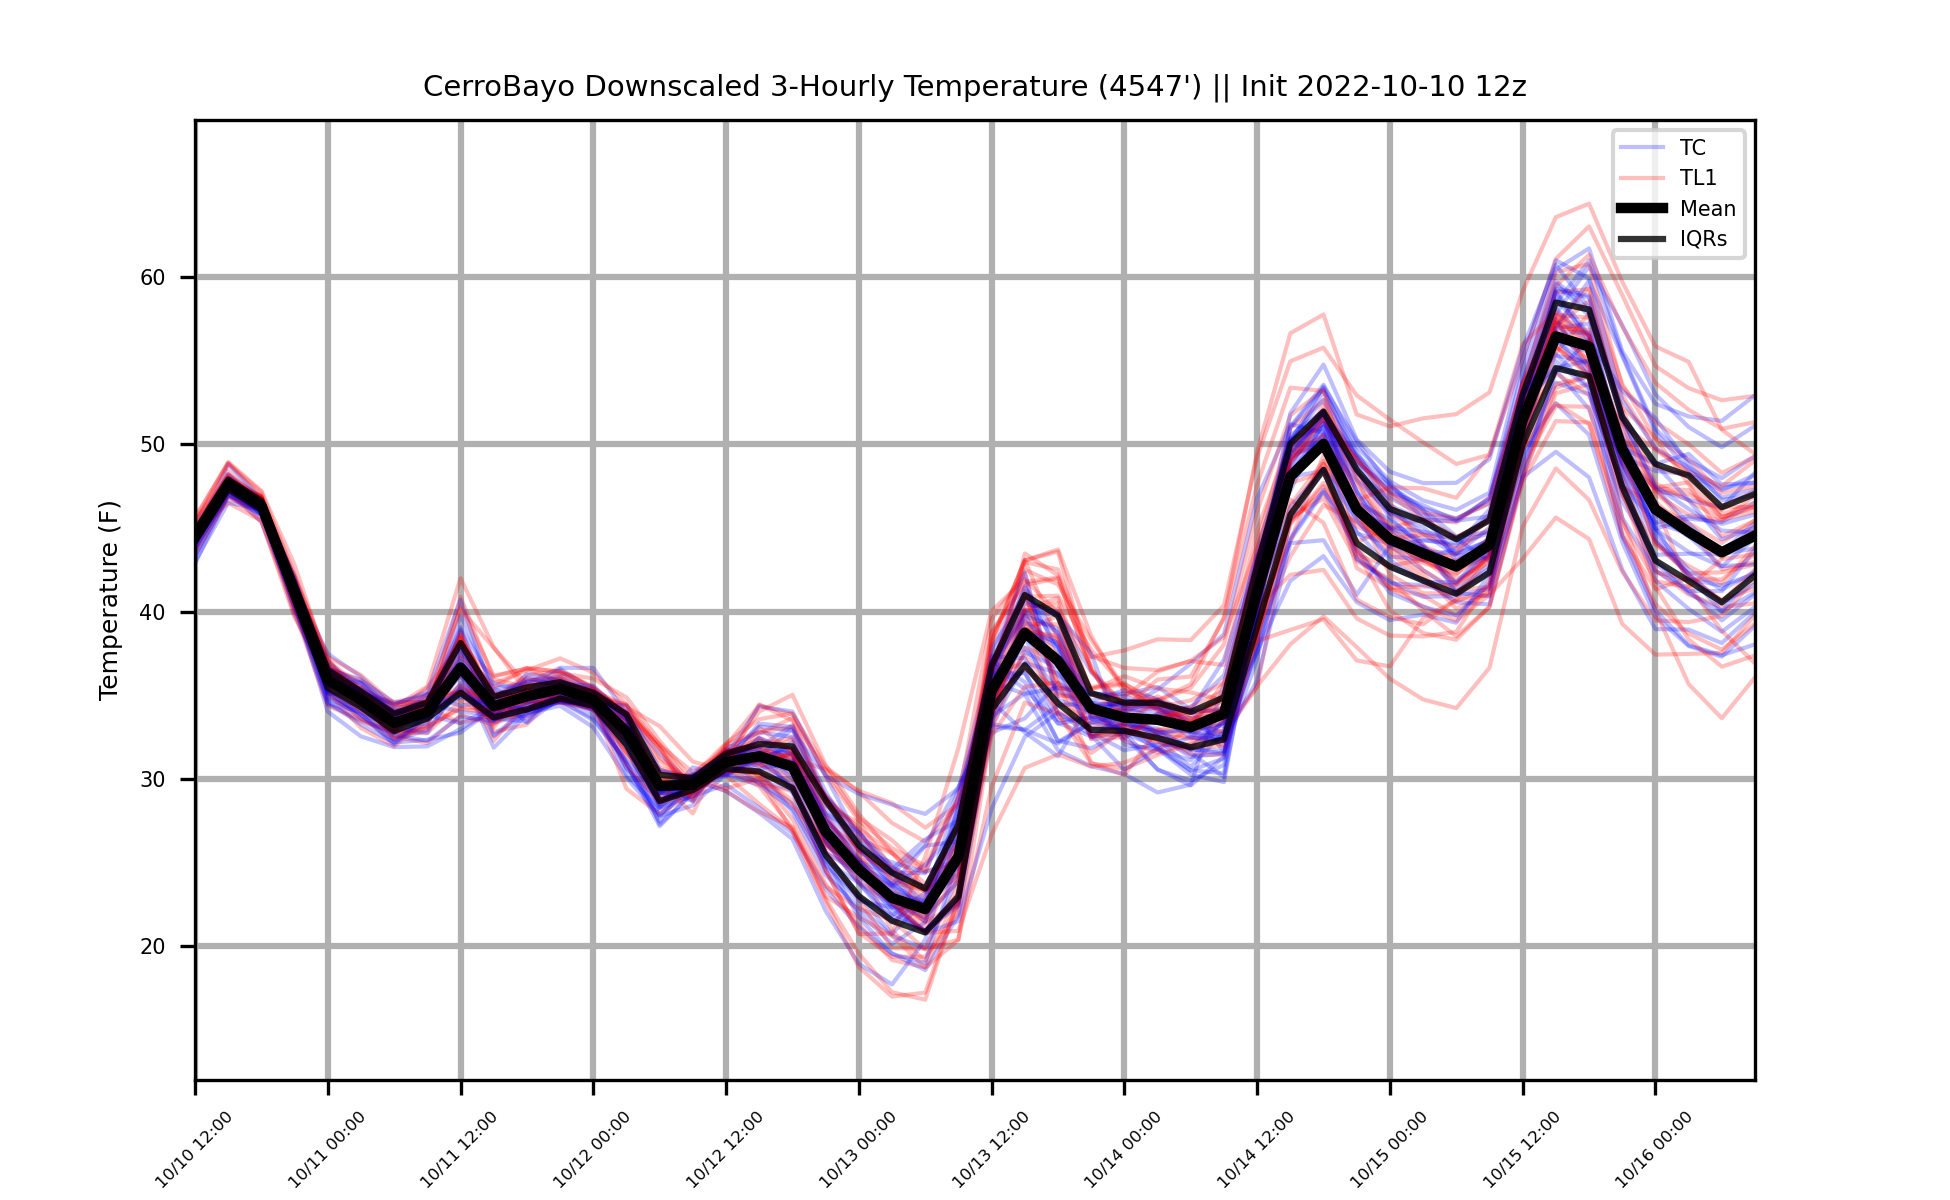 CerroBayo Downscaled 3-Hourly Temperature (4547') || Init 2022-10-10 12z
TC
TL1
Mean
IQRs
Temperature (F)
60
50
40
30
20
10/10 12:00
10/11 00:00
10/11 12:00
10/12 00:00
10/12 12:00
10/13 00:00
10/13 12:00
10/14 00:00
10/14 12:00
10/15 00:00
10/15 12:00
10/16 00:00